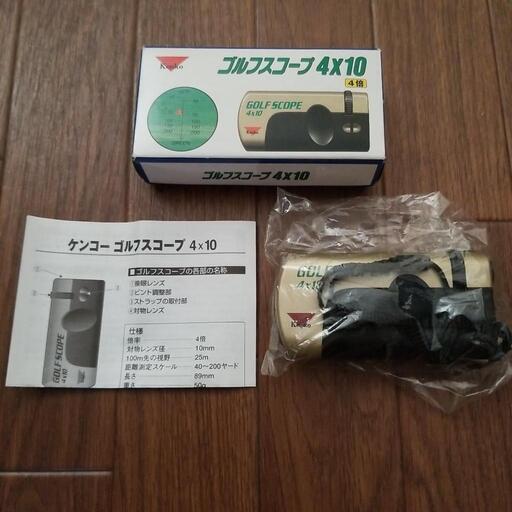 Kenko
ゴルフスコープ 4X10
4倍
GOLF SCOPE
4x10
Kenko
GREEN
ゴルフスコープ 4X10
ケンコー ゴルフスコープ 4x10
■ゴルフスコープの各部の名称
①接眼レンズ
②ピント調整部
③ストラップの取付部
④対物レンズ
仕様
倍率 4倍
対物レンズ径 10mm
100m先の視野 25m
距離測定スケール 40〜200ヤード
長さ 89mm
重さ 50g
GOLF SCOPE
4x10
GOLF S
4x
Kenko